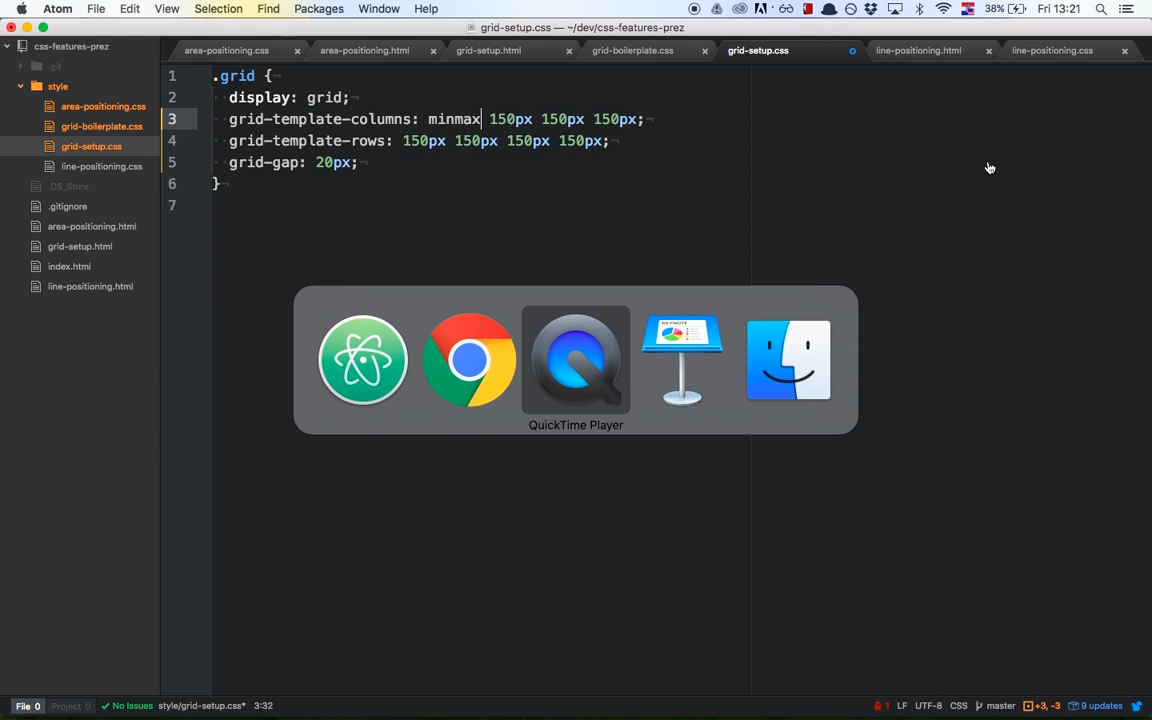 Atom File Edit View Selection Find Packages Window Help 38% Fri 13:21
grid-setup.css — ~/dev/css-features-prez
css-features-prez
area-positioning.css area-positioning.html grid-setup.html grid-boilerplate.css grid-setup.css line-positioning.html line-positioning.css
.git
style
area-positioning.css
grid-boilerplate.css
grid-setup.css
line-positioning.css
.DS_Store
.gitignore
area-positioning.html
grid-setup.html
index.html
line-positioning.html
1 .grid {
2 display: grid;
3 grid-template-columns: minmax 150px 150px 150px;
4 grid-template-rows: 150px 150px 150px 150px;
5 grid-gap: 20px;
6 }
7
KEYNOTE
QuickTime Player
File 0 Project 0 No Issues style/grid-setup.css* 3:32 1 LF UTF-8 CSS master +3, -3 9 updates